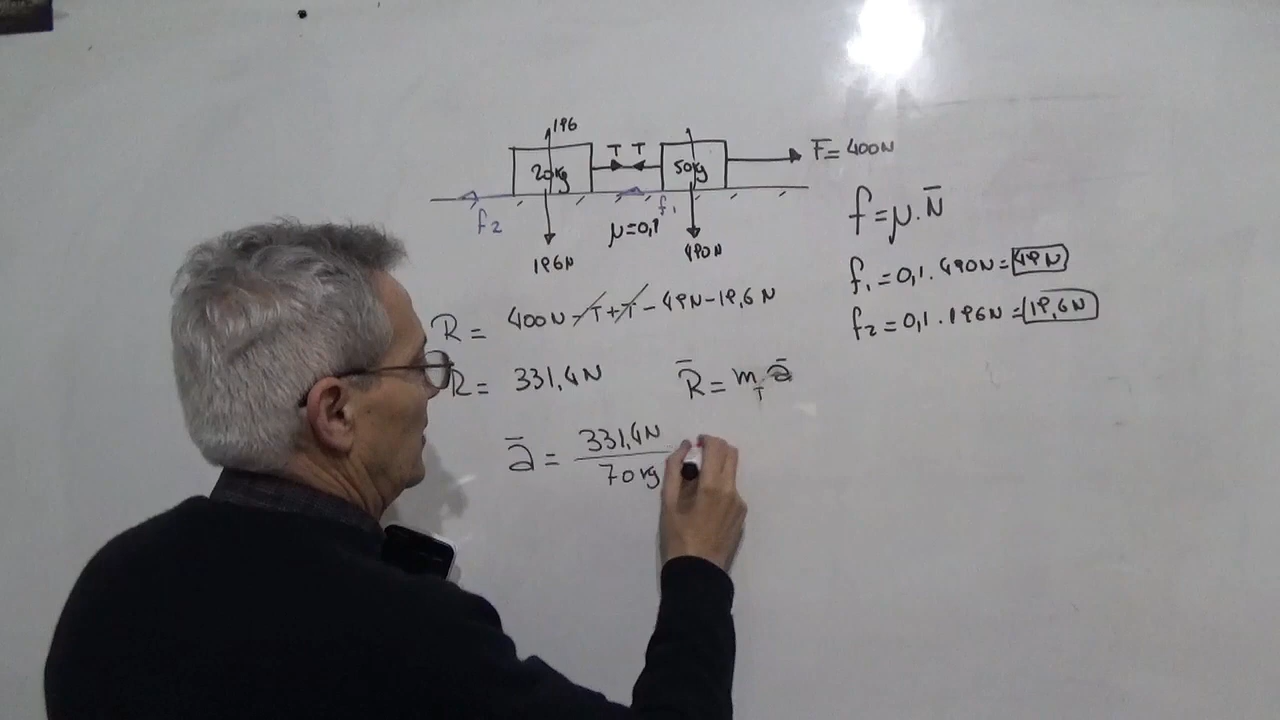 196
20kg T T 50kg F=400N
f₂ μ=0,1 f₁
196N 490N
f=μ.N̄
f₁=0,1.490N=49N
f₂=0,1.196N=19,6N
R= 400N-T+T-49N-19,6N
R= 331,4N R̄=m_T.ā
ā= 331,4N
70kg